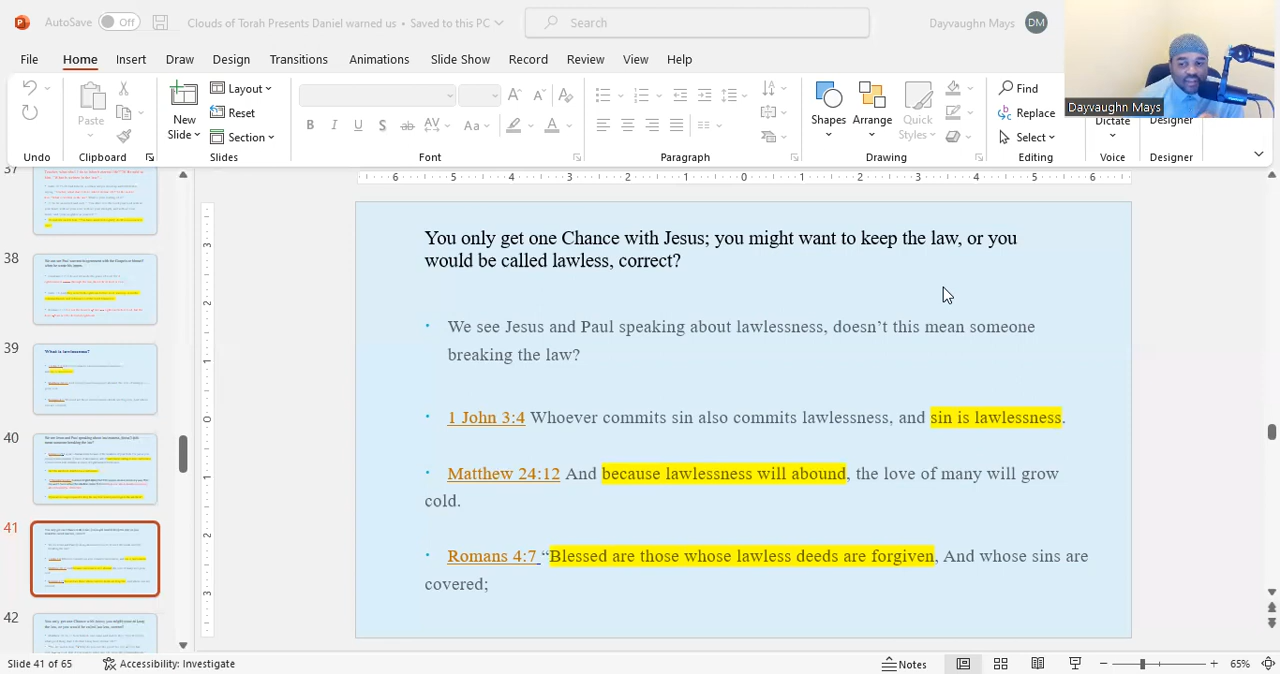 AutoSave Off Clouds of Torah Presents Daniel warned us • Saved to this PC Search Dayvaughn Mays DM
File Home Insert Draw Design Slide Show Transitions Animations Record Review View Help
Dayvaughn Mays
Paste New Slide Layout Reset Section Shapes Arrange Quick Styles Find Replace Select Dictate Designer
Undo Clipboard Slides Font Paragraph Drawing Editing Voice Designer
37
38
39
40
41
42
You only get one Chance with Jesus; you might want to keep the law, or you
would be called lawless, correct?
• We see Jesus and Paul speaking about lawlessness, doesn't this mean someone
breaking the law?
• 1 John 3:4 Whoever commits sin also commits lawlessness, and sin is lawlessness.
• Matthew 24:12 And because lawlessness will abound, the love of many will grow
cold.
• Romns 4:7 “Blessed are those whose lawless deeds are forgiven, And whose sins are
covered;
Slide 41 of 65 Accessibility: Investigate Notes 65%